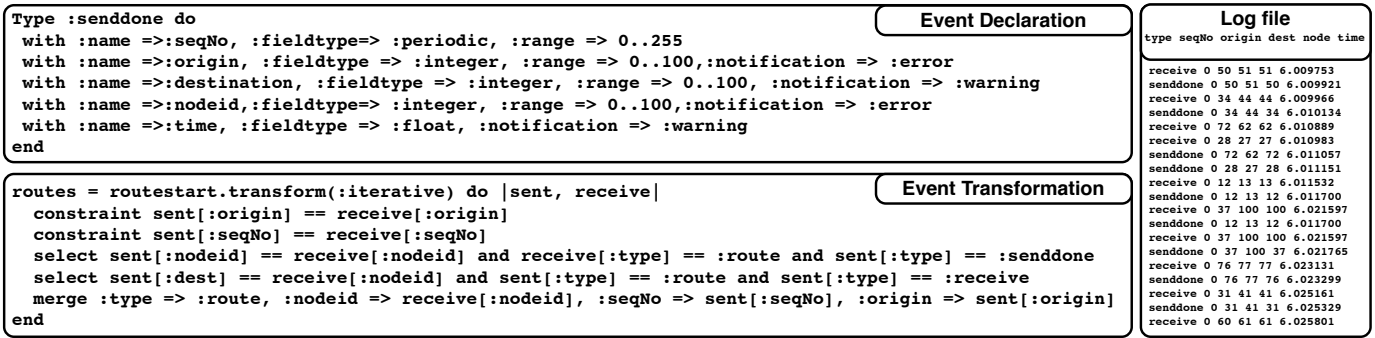 Event Declaration
Type :senddone do
with :name =>:seqNo, :fieldtype=> :periodic, :range => 0..255
with :name =>:origin, :fieldtype => :integer, :range => 0..100,:notification => :error
with :name =>:destination, :fieldtype => :integer, :range => 0..100, :notification => :warning
with :name =>:nodeid,:fieldtype=> :integer, :range => 0..100,:notification => :error
with :name =>:time, :fieldtype => :float, :notification => :warning
end
Event Transformation
routes = routestart.transform(:iterative) do |sent, receive|
constraint sent[:origin] == receive[:origin]
constraint sent[:seqNo] == receive[:seqNo]
select sent[:nodeid] == receive[:nodeid] and receive[:type] == :route and sent[:type] == :senddone
select sent[:dest] == receive[:nodeid] and sent[:type] == :route and sent[:type] == :receive
merge :type => :route, :nodeid => receive[:nodeid], :seqNo => sent[:seqNo], :origin => sent[:origin]
end
Log file
type seqNo origin dest node time
receive 0 50 51 51 6.009753
senddone 0 50 51 50 6.009921
receive 0 34 44 44 6.009966
senddone 0 34 44 34 6.010134
receive 0 72 62 62 6.010889
receive 0 28 27 27 6.010983
senddone 0 72 62 72 6.011057
senddone 0 28 27 28 6.011151
receive 0 12 13 13 6.011532
senddone 0 12 13 12 6.011700
receive 0 37 100 100 6.021597
senddone 0 12 13 12 6.011700
receive 0 37 100 100 6.021597
senddone 0 37 100 37 6.021765
receive 0 76 77 77 6.023131
senddone 0 76 77 76 6.023299
receive 0 31 41 41 6.025161
senddone 0 31 41 31 6.025329
receive 0 60 61 61 6.025801